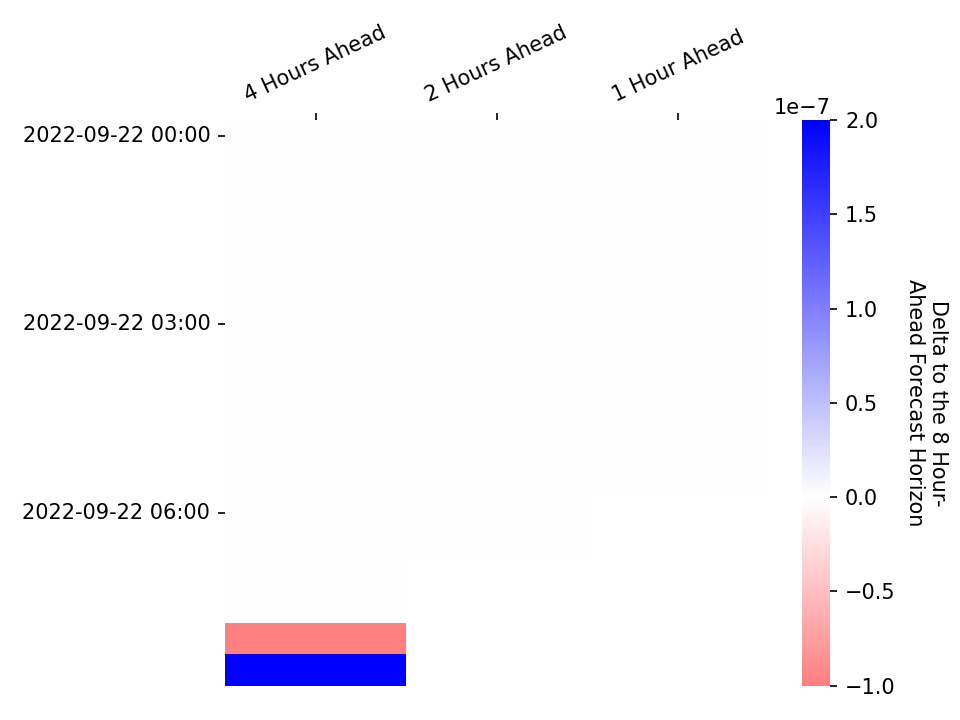 4 Hours Ahead
2 Hours Ahead
1 Hour Ahead
1e−7
2022-09-22 00:00
2022-09-22 03:00
2022-09-22 06:00
2.0
1.5
1.0
0.5
0.0
−0.5
−1.0
Delta to the 8 Hour-
Ahead Forecast Horizon